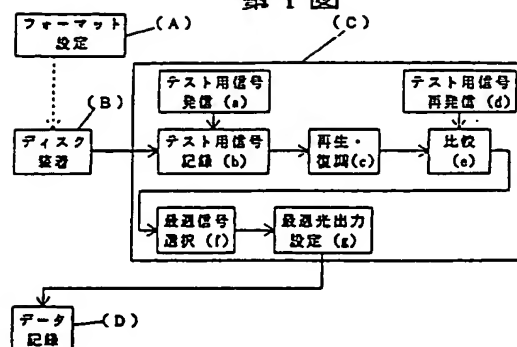 第1図
フォーマット
設定
(A)
(C)
テスト用信号
発信(a)
テスト用信号
再発信(d)
(B)
ディスク
装着
テスト用信号
記録(b)
再生・
復調(c)
比較
(e)
最適信号
選択(f)
最適光出力
設定(g)
データ
記録
(D)